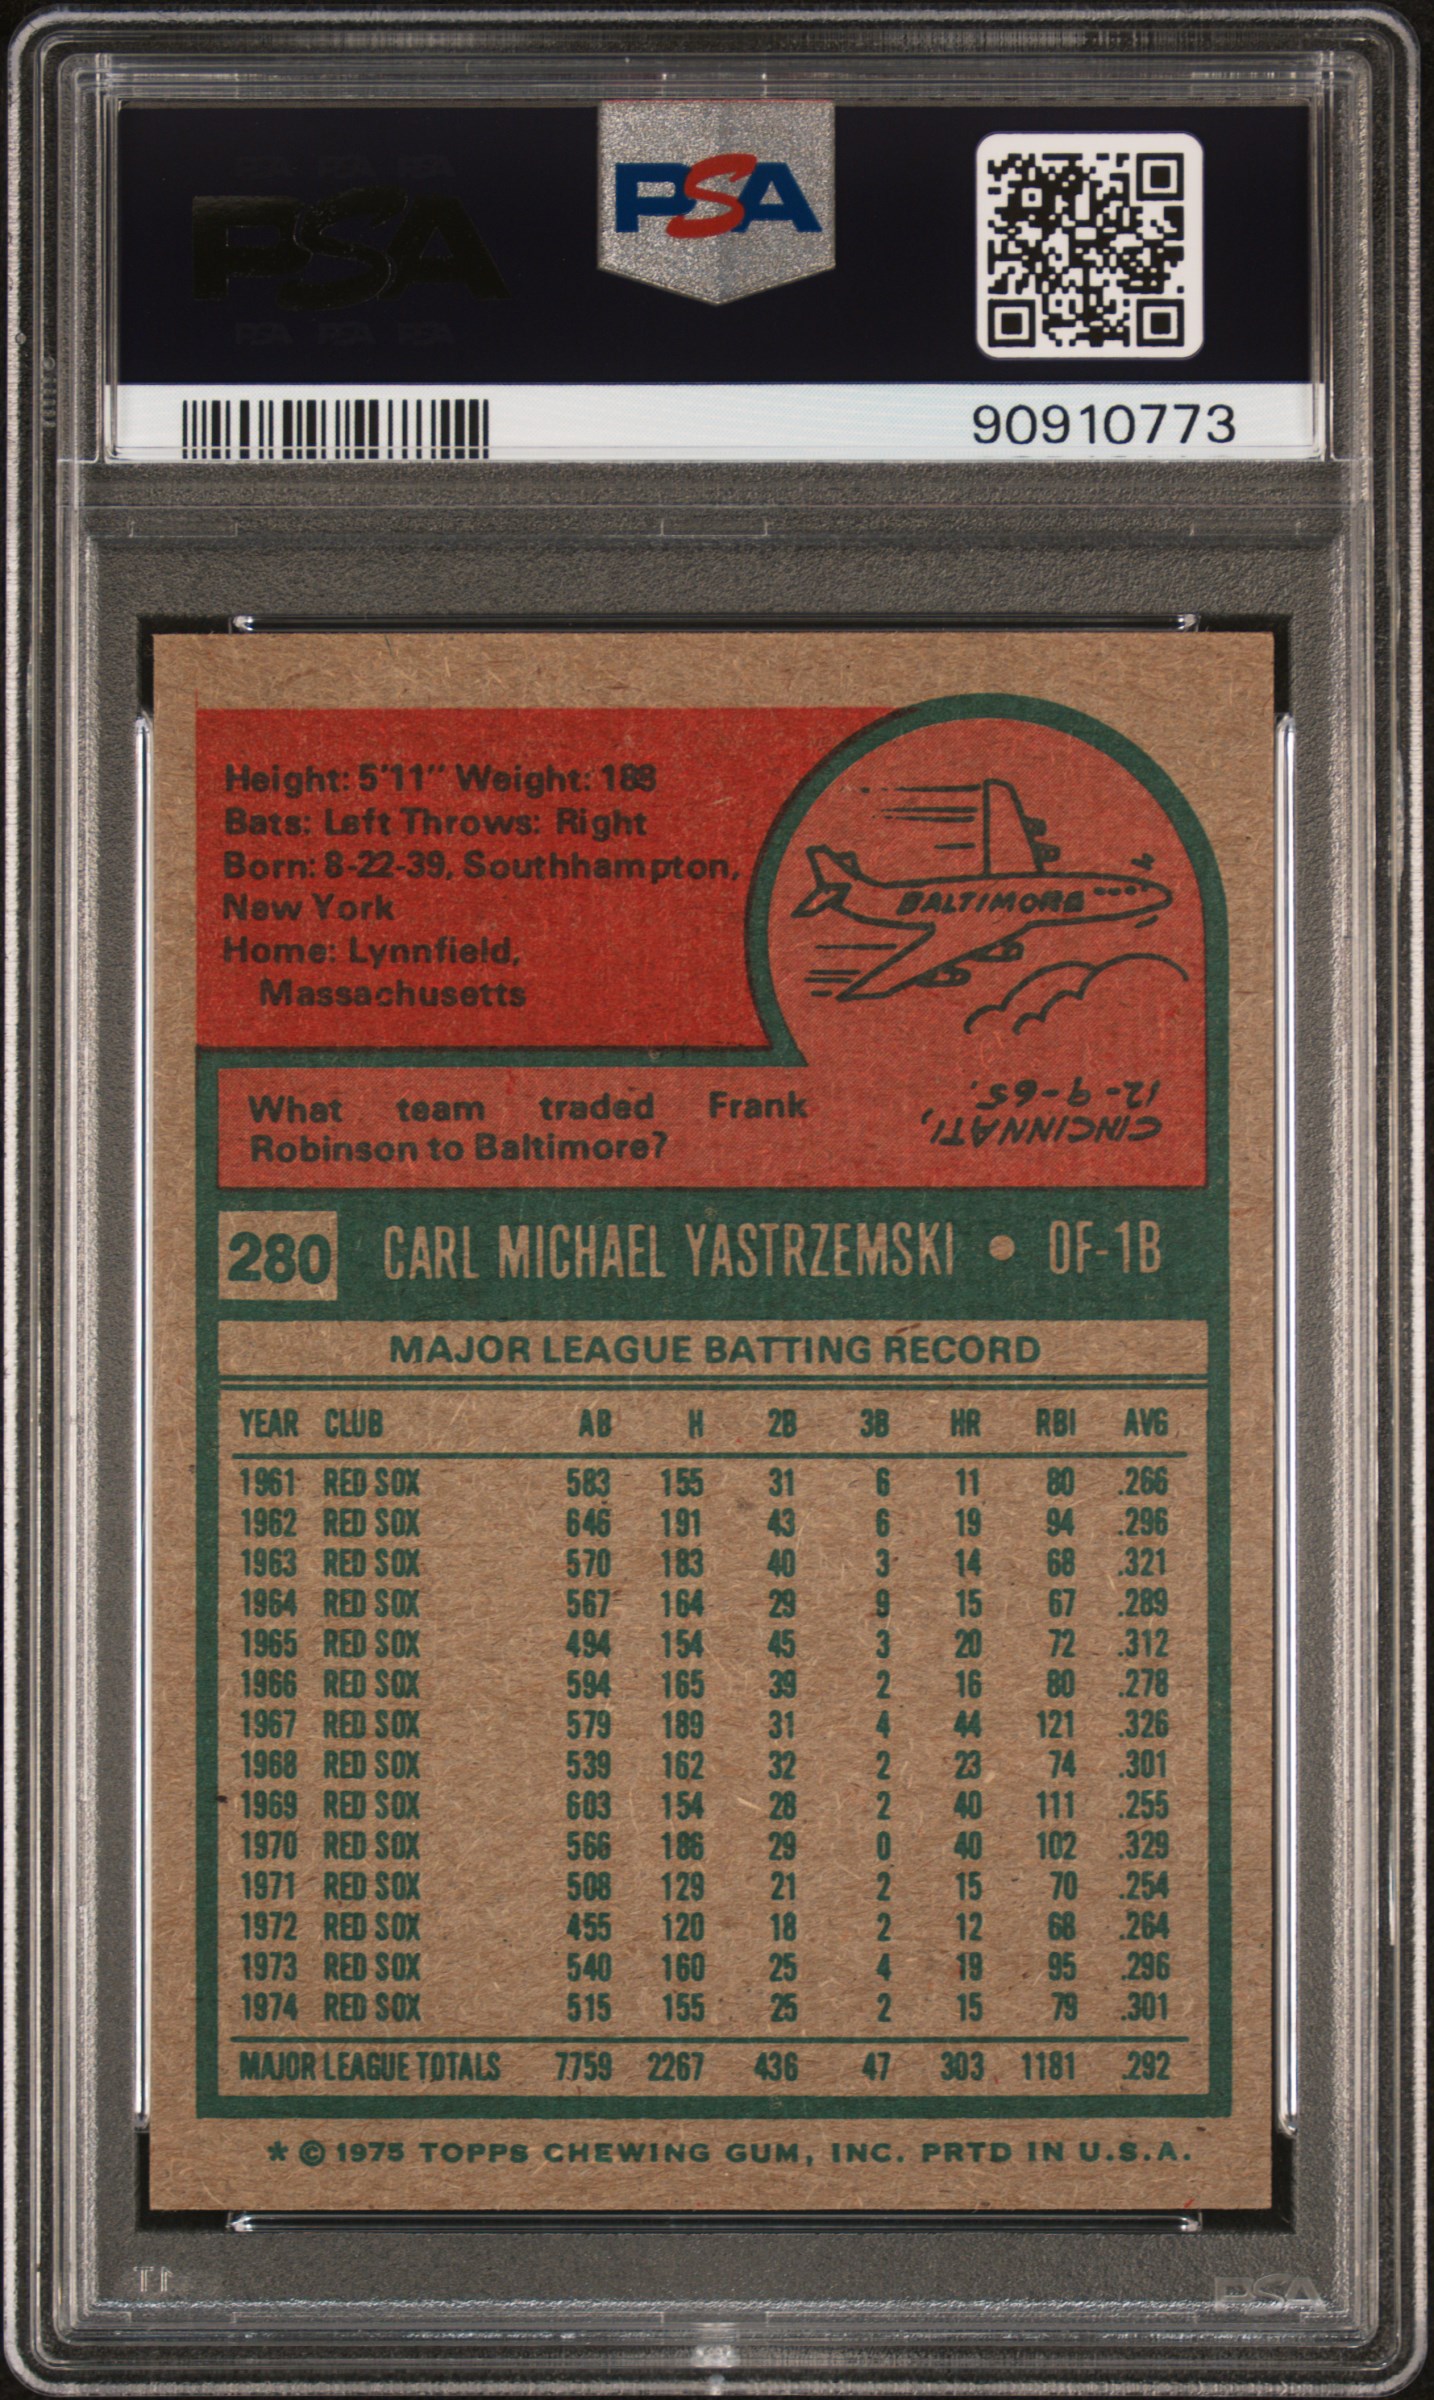 PSA
PSA
90910773
Height: 5'11" Weight: 188
Bats: Left Throws: Right
Born: 8-22-39, Southhampton,
New York
Home: Lynnfield,
Massachusetts
BALTIMORE
What team traded Frank
Robinson to Baltimore?
CINCINNATI,
12-9-65.
280 CARL MICHAEL YASTRZEMSKI • OF-1B
MAJOR LEAGUE BATTING RECORD
YEAR CLUB AB H 2B 3B HR RBI AVG
1961 RED SOX 583 155 31 6 11 80 .266
1962 RED SOX 646 191 43 6 19 94 .296
1963 RED SOX 570 183 40 3 14 68 .321
1964 RED SOX 567 164 29 9 15 67 .289
1965 RED SOX 494 154 45 3 20 72 .312
1966 RED SOX 594 165 39 2 16 80 .278
1967 RED SOX 579 189 31 4 44 121 .326
1968 RED SOX 539 162 32 2 23 74 .301
1969 RED SOX 603 154 28 2 40 111 .255
1970 RED SOX 566 186 29 0 40 102 .329
1971 RED SOX 508 129 21 2 15 70 .254
1972 RED SOX 455 120 18 2 12 68 .264
1973 RED SOX 540 160 25 4 19 95 .296
1974 RED SOX 515 155 25 2 15 79 .301
MAJOR LEAGUE TOTALS 7759 2267 436 47 303 1181 .292
* © 1975 TOPPS CHEWING GUM, INC. PRTD IN U.S.A.
PSA